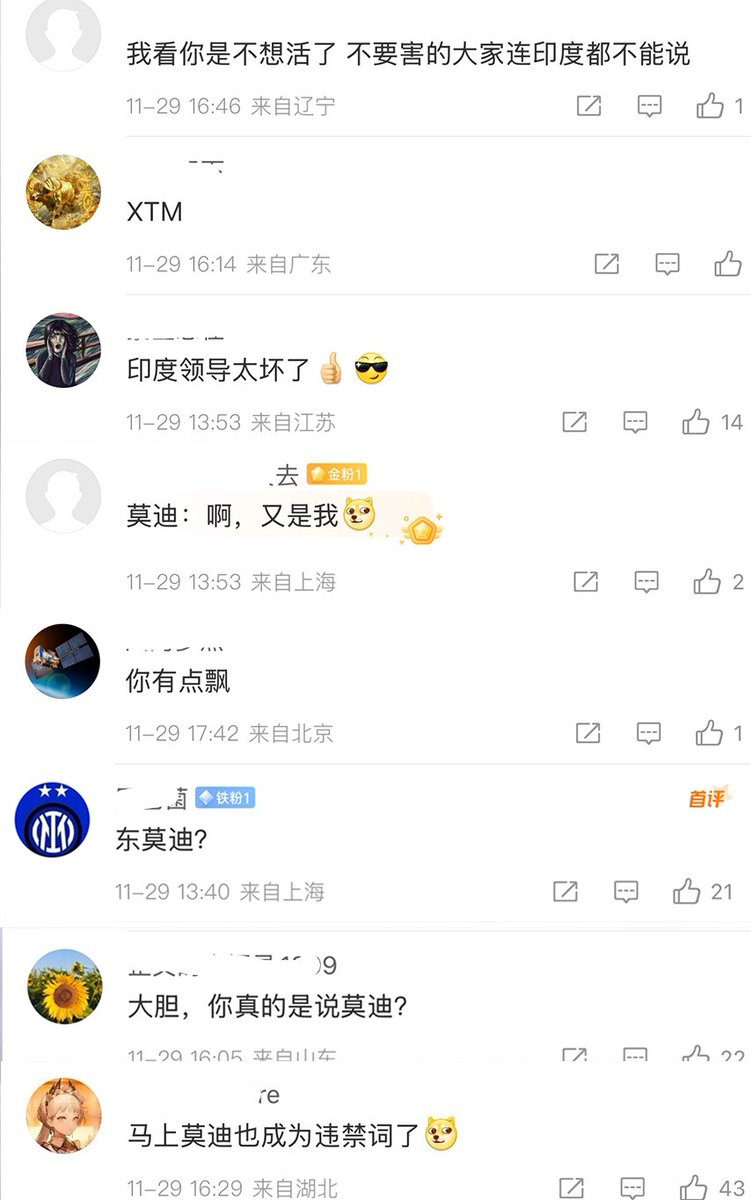 我看你是不想活了 不要害的大家连印度都不能说
11-29 16:46 来自辽宁
1
XTM
11-29 16:14 来自广东
印度领导太坏了
11-29 13:53 来自江苏
14
去 金粉1
莫迪：啊，又是我
11-29 13:53 来自上海
2
你有点飘
11-29 17:42 来自北京
1
菌 铁粉1
首评
东莫迪？
11-29 13:40 来自上海
21
9
大胆，你真的是说莫迪？
11-29 16:05 来自山东
22
re
马上莫迪也成为违禁词了
11-29 16:29 来自湖北
43